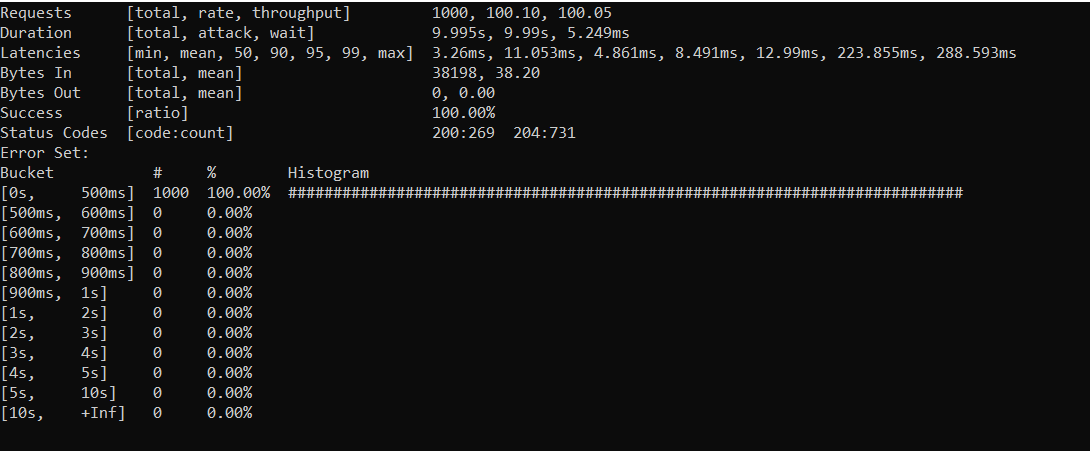 Requests      [total, rate, throughput]         1000, 100.10, 100.05
Duration      [total, attack, wait]             9.995s, 9.99s, 5.249ms
Latencies     [min, mean, 50, 90, 95, 99, max]  3.26ms, 11.053ms, 4.861ms, 8.491ms, 12.99ms, 223.855ms, 288.593ms
Bytes In      [total, mean]                     38198, 38.20
Bytes Out     [total, mean]                     0, 0.00
Success       [ratio]                           100.00%
Status Codes  [code:count]                      200:269  204:731
Error Set:
Bucket           #     %        Histogram
[0s,     500ms]  1000  100.00%  ###########################################################################
[500ms,  600ms]  0     0.00%
[600ms,  700ms]  0     0.00%
[700ms,  800ms]  0     0.00%
[800ms,  900ms]  0     0.00%
[900ms,  1s]     0     0.00%
[1s,     2s]     0     0.00%
[2s,     3s]     0     0.00%
[3s,     4s]     0     0.00%
[4s,     5s]     0     0.00%
[5s,     10s]    0     0.00%
[10s,    +Inf]   0     0.00%